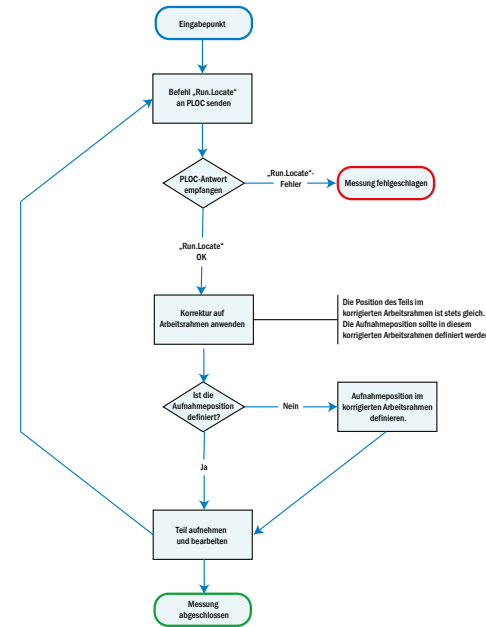 Eingabepunkt
Befehl „Run.Locate“
an PLOC senden
PLOC-Antwort
empfangen
„Run.Locate“-
Fehler
Messung fehlgeschlagen
„Run.Locate“
OK
Korrektur auf
Arbeitsrahmen anwenden
Die Position des Teils im
korrigierten Arbeitsrahmen ist stets gleich.
Die Aufnahmeposition sollte in diesem
korrigierten Arbeitsrahmen definiert werde
Ist die
Aufnahmeposition
definiert?
Nein
Aufnahmeposition im
korrigierten Arbeitsrahmen
definieren.
Ja
Teil aufnehmen
und bearbeiten
Messung
abgeschlossen